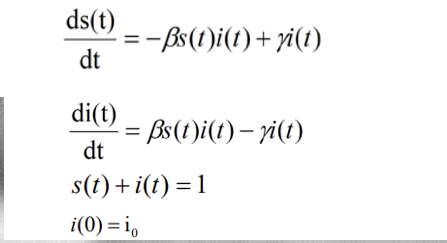 ds(t)/dt = −βs(t)i(t) + γi(t)
di(t)/dt = βs(t)i(t) − γi(t)
s(t) + i(t) = 1
i(0) = i₀